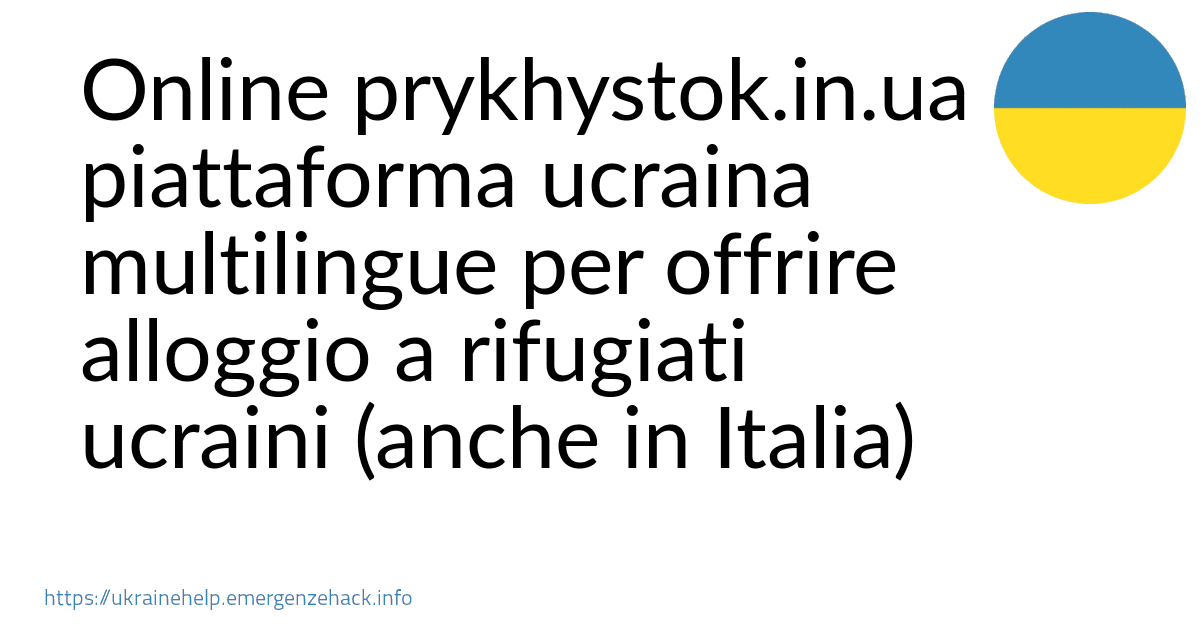 Online prykhystok.in.ua
piattaforma ucraina
multilingue per offrire
alloggio a rifugiati
ucraini (anche in Italia)
https://ukrainehelp.emergenzehack.info